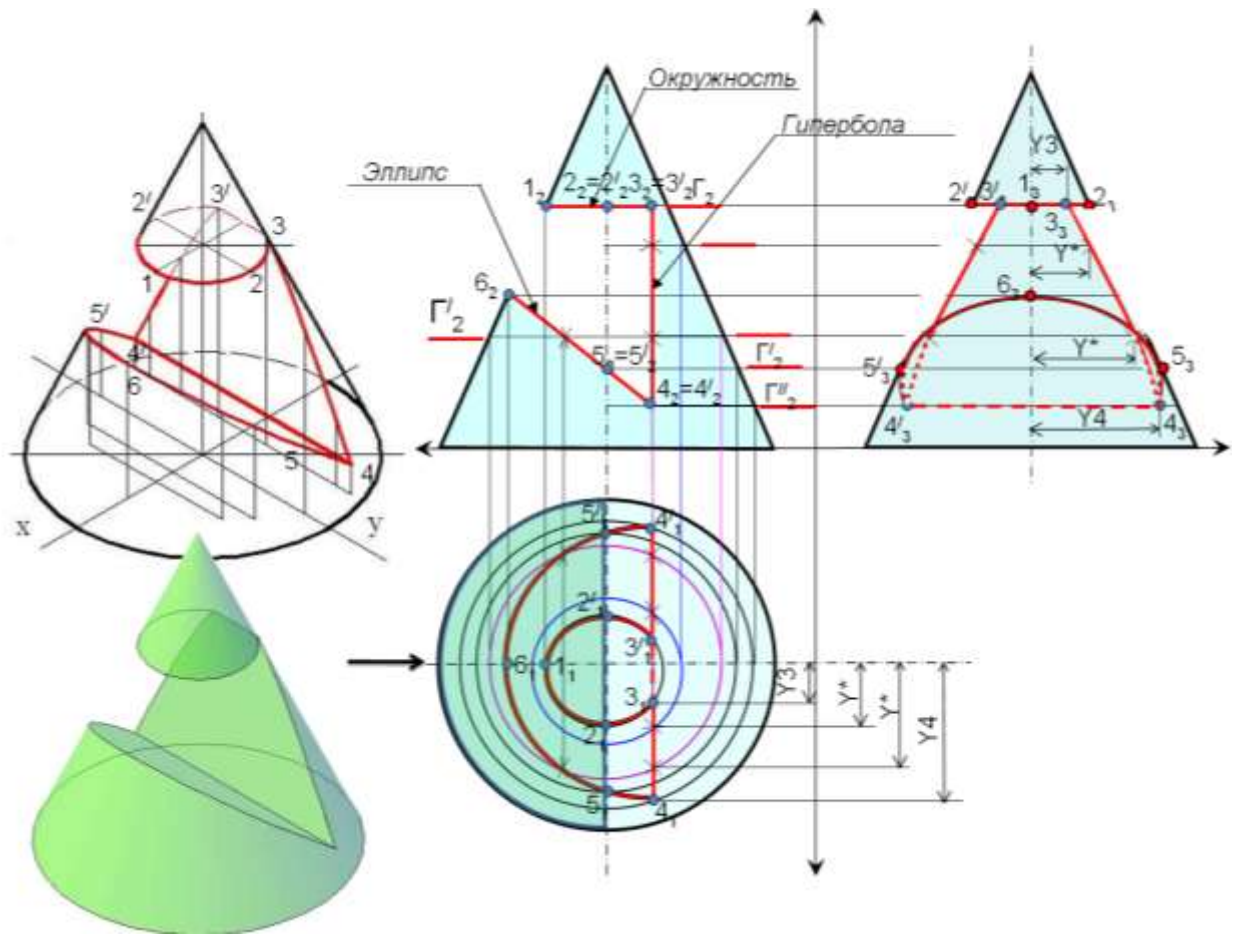 Окружность
Гипербола
Эллипс
1₂
2₂=2′₂ 3₂=3′₂ Г₂
6₂
Г′₂
5₂=5′₂
Г′₂
4₂=4′₂
Г″₂
2′
3′
3
1
2
5′
4′
6
5
4
x
y
Y3
2′
3′
1₃
2₁
3₃
Y*
6₃
Y*
5′₃
5₃
4′₃
Y4
4₃
5′₁
4′₁
2′₁
3′₁
6₁
1₁
3₁
2₁
5₁
4₁
Y3
Y*
Y*
Y4